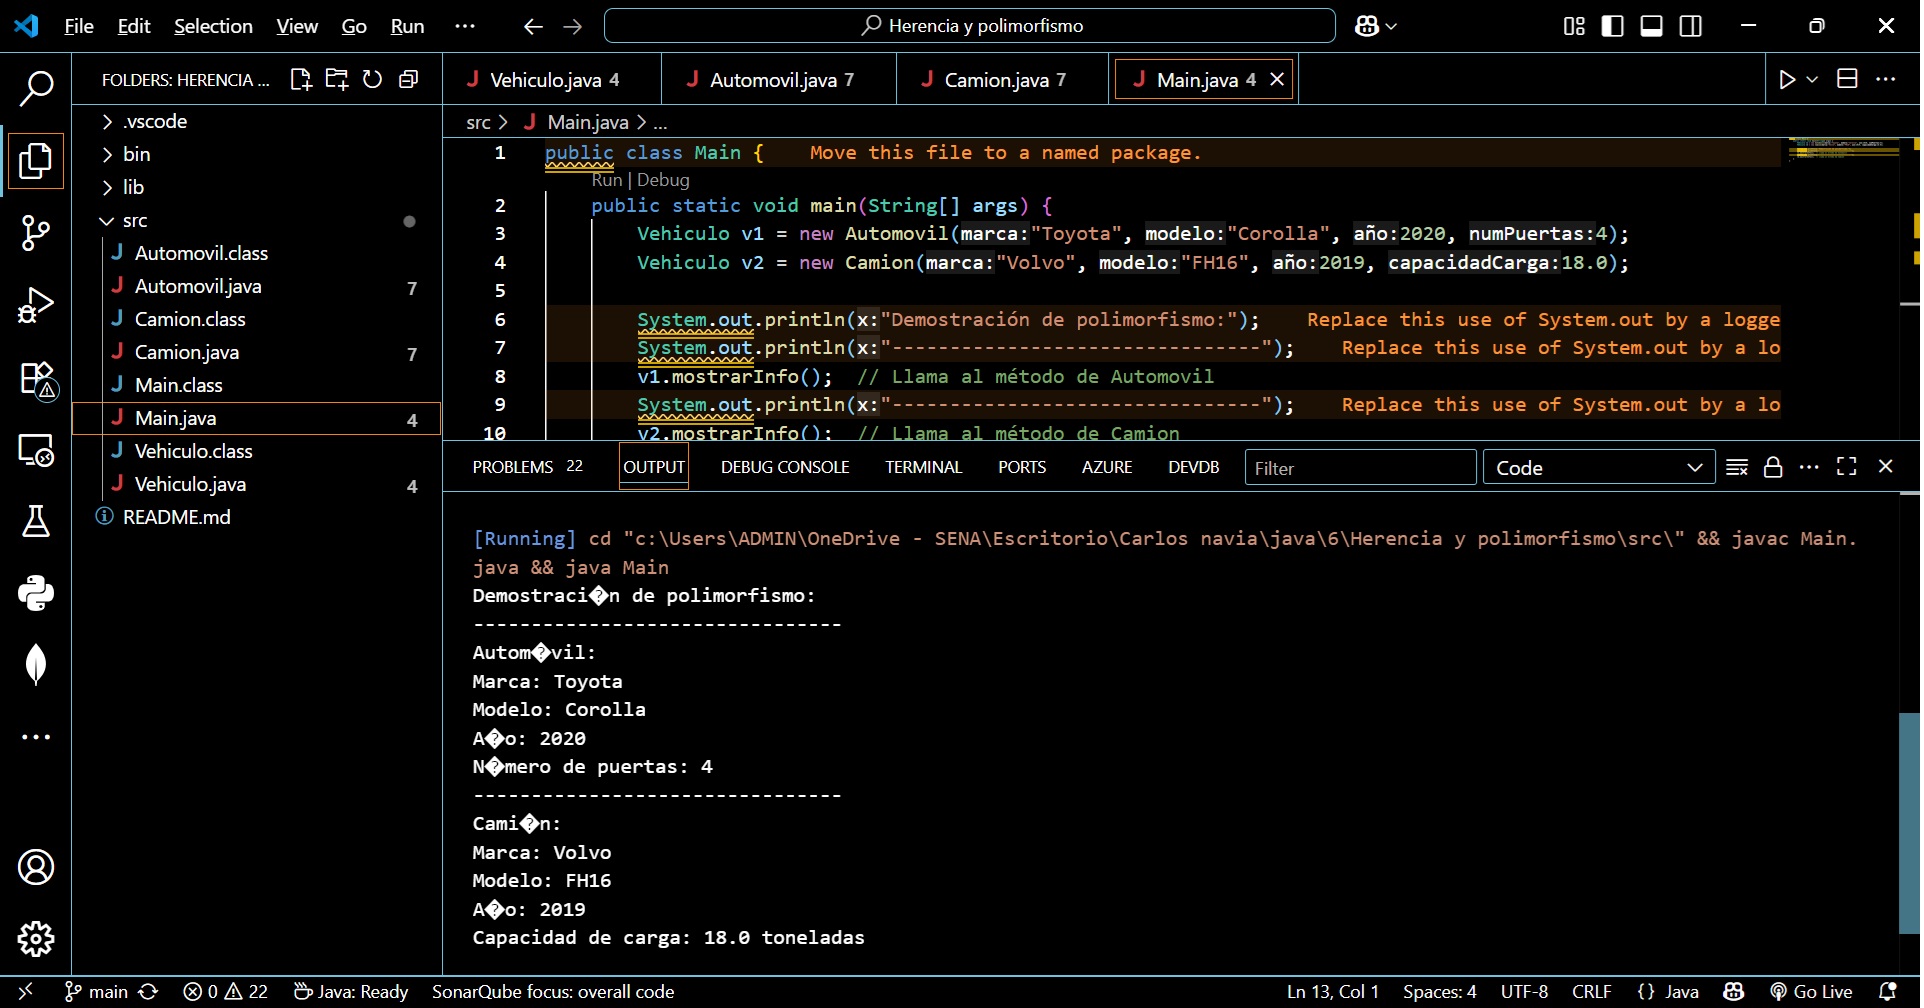 File Edit Selection View Go Run ··· Herencia y polimorfismo
FOLDERS: HERENCIA ...
.vscode
bin
lib
src
Automovil.class
Automovil.java 7
Camion.class
Camion.java 7
Main.class
Main.java 4
Vehiculo.class
Vehiculo.java 4
README.md
Vehiculo.java 4 Automovil.java 7 Camion.java 7 Main.java 4
src > Main.java > ...
1 public class Main { Move this file to a named package.
Run | Debug
2 public static void main(String[] args) {
3 Vehiculo v1 = new Automovil(marca:"Toyota", modelo:"Corolla", año:2020, numPuertas:4);
4 Vehiculo v2 = new Camion(marca:"Volvo", modelo:"FH16", año:2019, capacidadCarga:18.0);
5
6 System.out.println(x:"Demostración de polimorfismo:"); Replace this use of System.out by a logge
7 System.out.println(x:"--------------------------------"); Replace this use of System.out by a lo
8 v1.mostrarInfo(); // Llama al método de Automovil
9 System.out.println(x:"--------------------------------"); Replace this use of System.out by a lo
10 v2.mostrarInfo(); // Llama al método de Camion
PROBLEMS 22 OUTPUT DEBUG CONSOLE TERMINAL PORTS AZURE DEVDB Filter Code
[Running] cd "c:\Users\ADMIN\OneDrive - SENA\Escritorio\Carlos navia\java\6\Herencia y polimorfismo\src\" && javac Main.
java && java Main
Demostraci�n de polimorfismo:
--------------------------------
Autom�vil:
Marca: Toyota
Modelo: Corolla
A�o: 2020
N�mero de puertas: 4
--------------------------------
Cami�n:
Marca: Volvo
Modelo: FH16
A�o: 2019
Capacidad de carga: 18.0 toneladas
main 0 22 Java: Ready SonarQube focus: overall code Ln 13, Col 1 Spaces: 4 UTF-8 CRLF {} Java Go Live